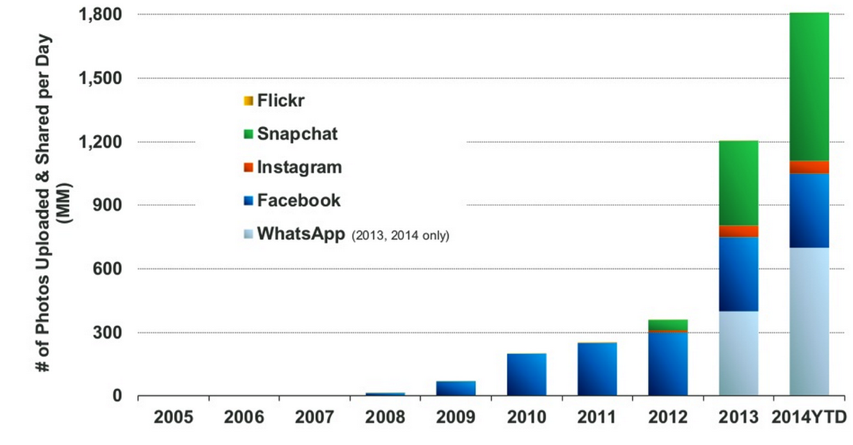 # of Photos Uploaded & Shared per Day
(MM)
1,800
1,500
1,200
900
600
300
0
Flickr
Snapchat
Instagram
Facebook
WhatsApp (2013, 2014 only)
2005 2006 2007 2008 2009 2010 2011 2012 2013 2014YTD